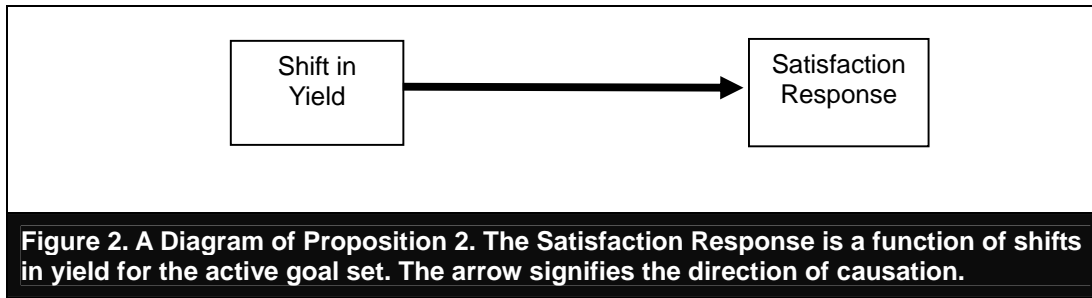 Shift in
Yield
Satisfaction
Response
Figure 2. A Diagram of Proposition 2. The Satisfaction Response is a function of shifts
in yield for the active goal set. The arrow signifies the direction of causation.